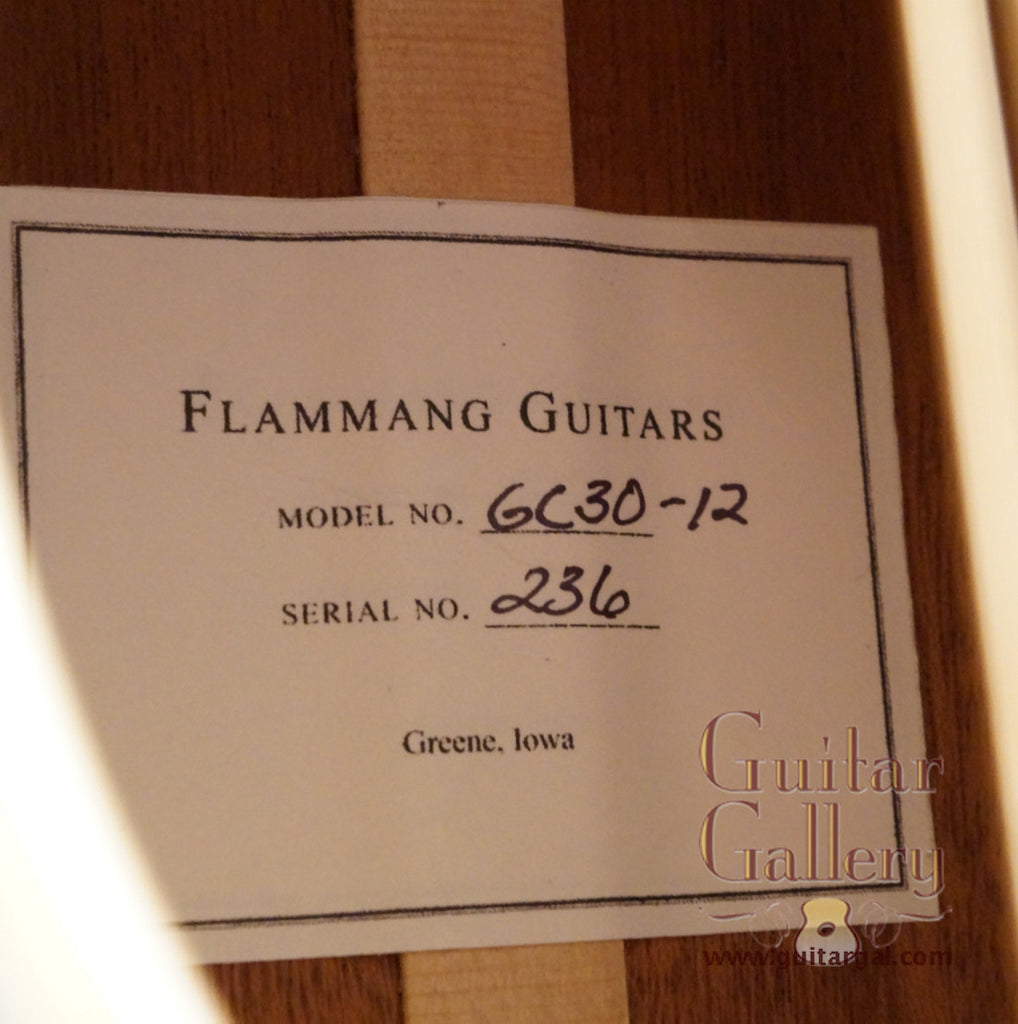 FLAMMANG GUITARS
MODEL NO. GC30-12
SERIAL NO. 236
Greene, Iowa
Guitar
Gallery
www.guitargal.com